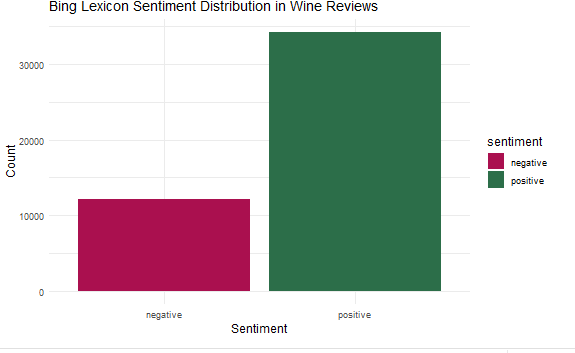 Bing Lexicon Sentiment Distribution in Wine Reviews
Count
30000
20000
10000
0
negative
positive
Sentiment
sentiment
negative
positive